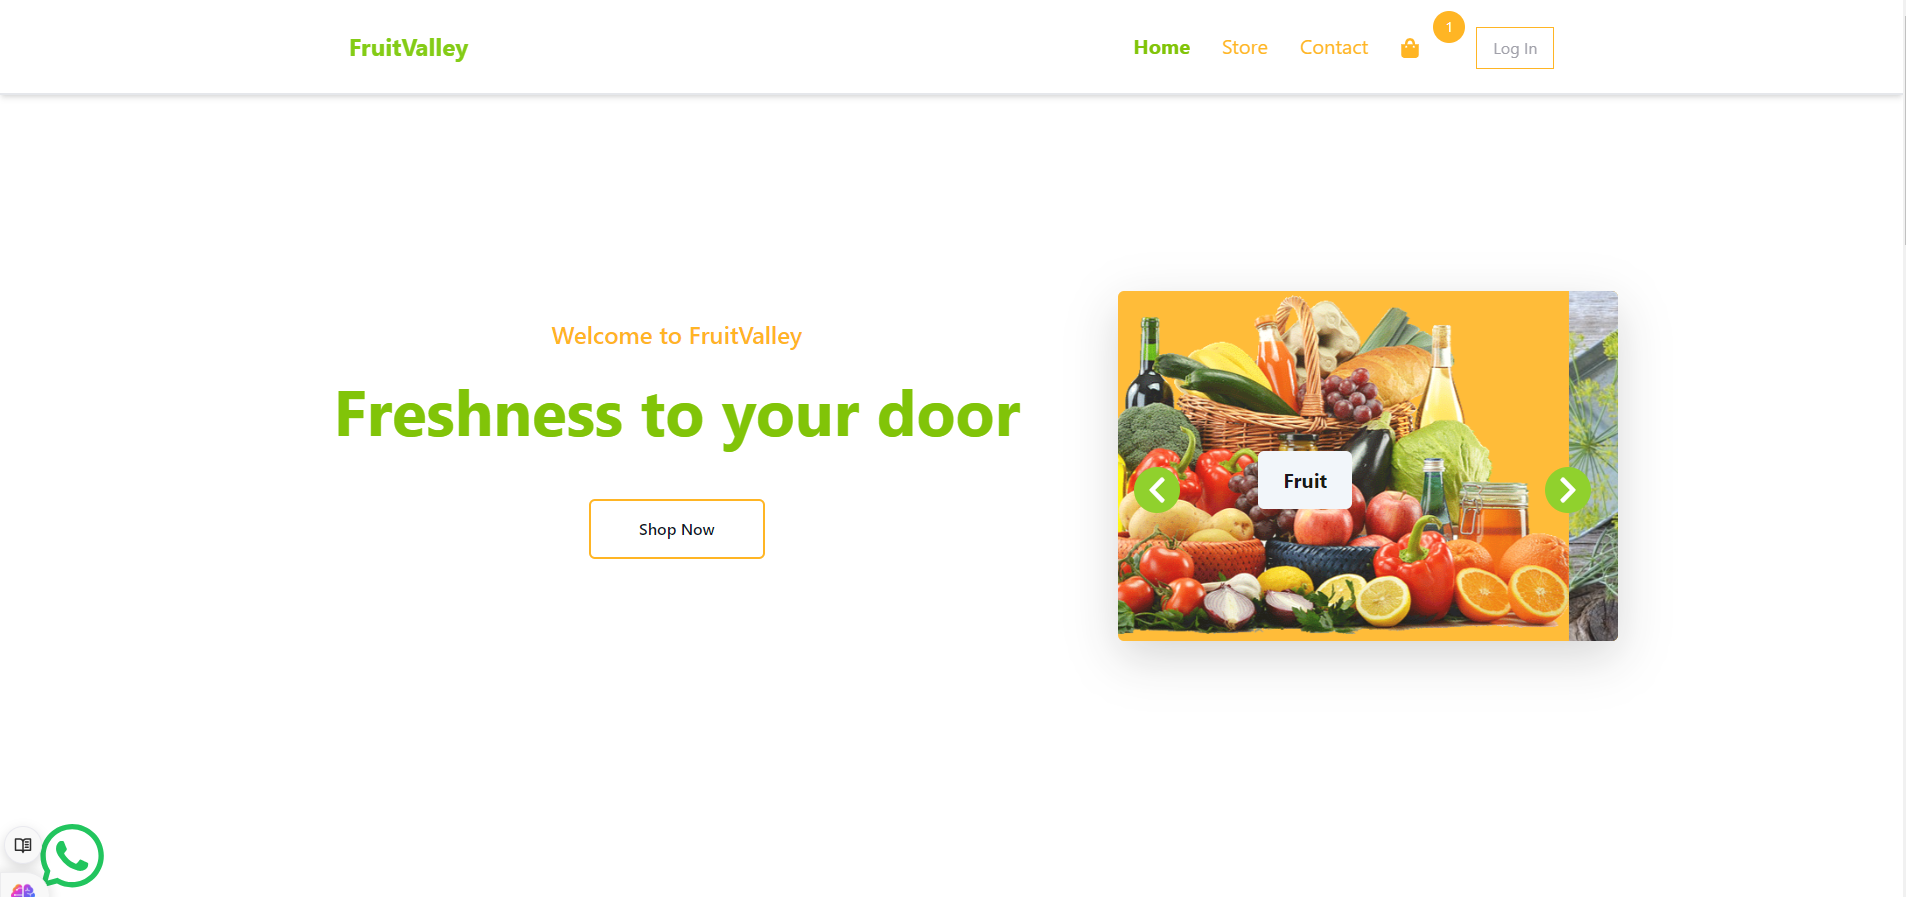 FruitValley
Home
Store
Contact
1
Log In
Welcome to FruitValley
Freshness to your door
Shop Now
Fruit